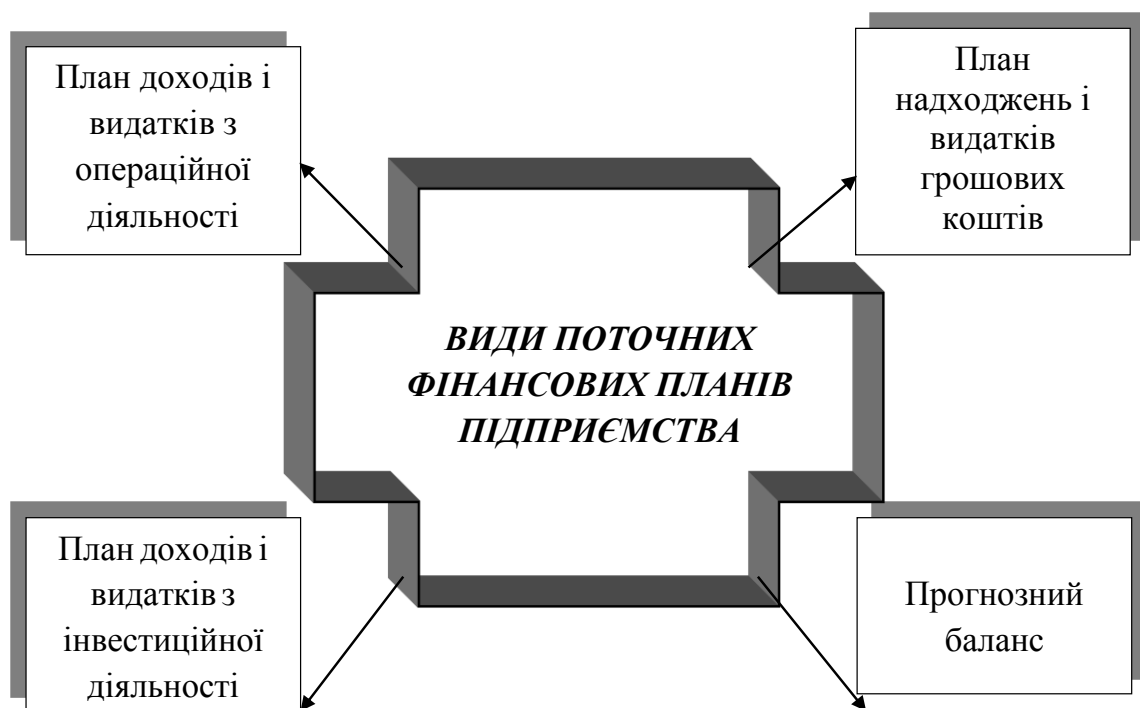 План доходів і
видатків з
операційної
діяльності
План
надходжень і
видатків
грошових
коштів
ВИДИ ПОТОЧНИХ
ФІНАНСОВИХ ПЛАНІВ
ПІДПРИЄМСТВА
План доходів і
видатків з
інвестиційної
діяльності
Прогнозний
баланс